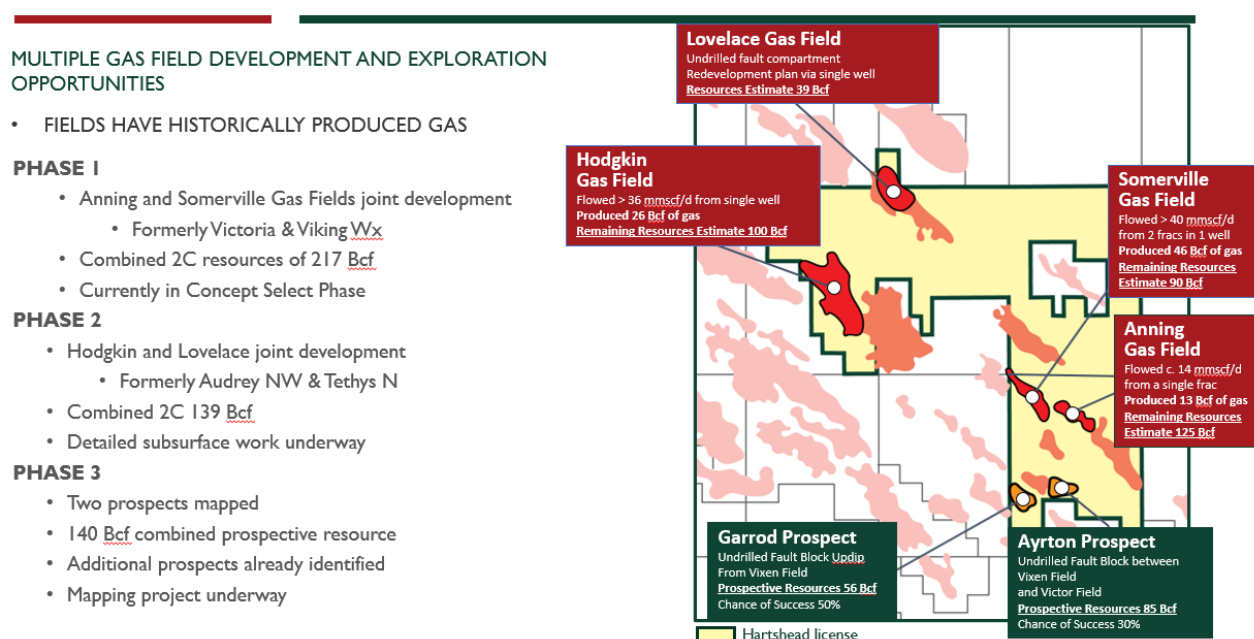 MULTIPLE GAS FIELD DEVELOPMENT AND EXPLORATION
OPPORTUNITIES
• FIELDS HAVE HISTORICALLY PRODUCED GAS
PHASE 1
• Anning and Somerville Gas Fields joint development
• Formerly Victoria & Viking Wx
• Combined 2C resources of 217 Bcf
• Currently in Concept Select Phase
PHASE 2
• Hodgkin and Lovelace joint development
• Formerly Audrey NW & Tethys N
• Combined 2C 139 Bcf
• Detailed subsurface work underway
PHASE 3
• Two prospects mapped
• 140 Bcf combined prospective resource
• Additional prospects already identified
• Mapping project underway
Lovelace Gas Field
Undrilled fault compartment
Redevelopment plan via single well
Resources Estimate 39 Bcf
Hodgkin
Gas Field
Flowed > 36 mmscf/d from single well
Produced 26 Bcf of gas
Remaining Resources Estimate 100 Bcf
Somerville
Gas Field
Flowed > 40 mmscf/d
from 2 fracs in 1 well
Produced 46 Bcf of gas
Remaining Resources
Estimate 90 Bcf
Anning
Gas Field
Flowed c. 14 mmscf/d
from a single frac
Produced 13 Bcf of gas
Remaining Resources
Estimate 125 Bcf
Garrod Prospect
Undrilled Fault Block Updip
From Vixen Field
Prospective Resources 56 Bcf
Chance of Success 50%
Ayrton Prospect
Undrilled Fault Block between
Vixen Field
and Victor Field
Prospective Resources 85 Bcf
Chance of Success 30%
Hartshead license